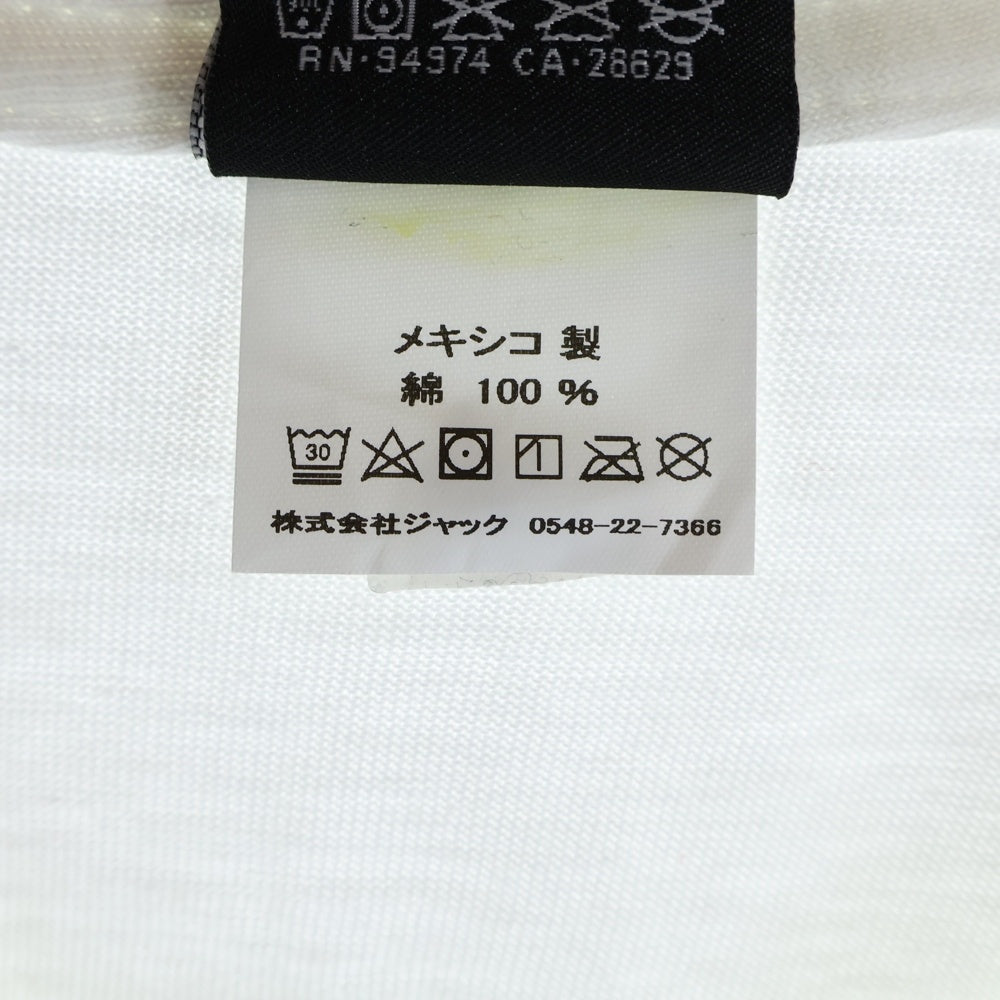 RN·94974 CA·28629
メキシコ 製
綿 100 %
30
株式会社ジャック 0548-22-7366